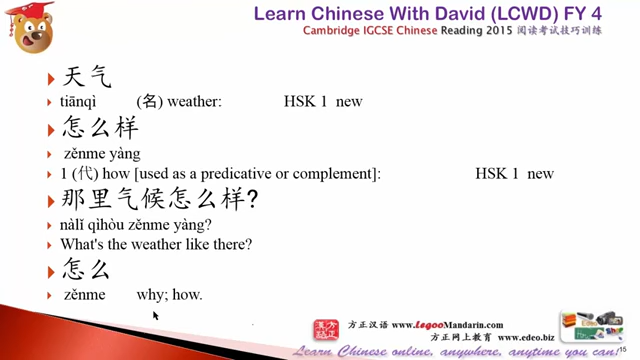 Learn Chinese With David (LCWD) FY 4
Cambridge IGCSE Chinese Reading 2015 阅读考试技巧训练
天气
tiānqì (名) weather: HSK 1 new
怎么样
zěnme yàng
1 (代) how [used as a predicative or complement]: HSK 1 new
那里气候怎么样?
nàlǐ qìhòu zěnme yàng?
What's the weather like there?
怎么
zěnme why; how.
方正汉语 www.LegooMandarin.com
方正网上教育 www.edeo.biz
Learn Chinese online, anywhere, anytime you can!
15